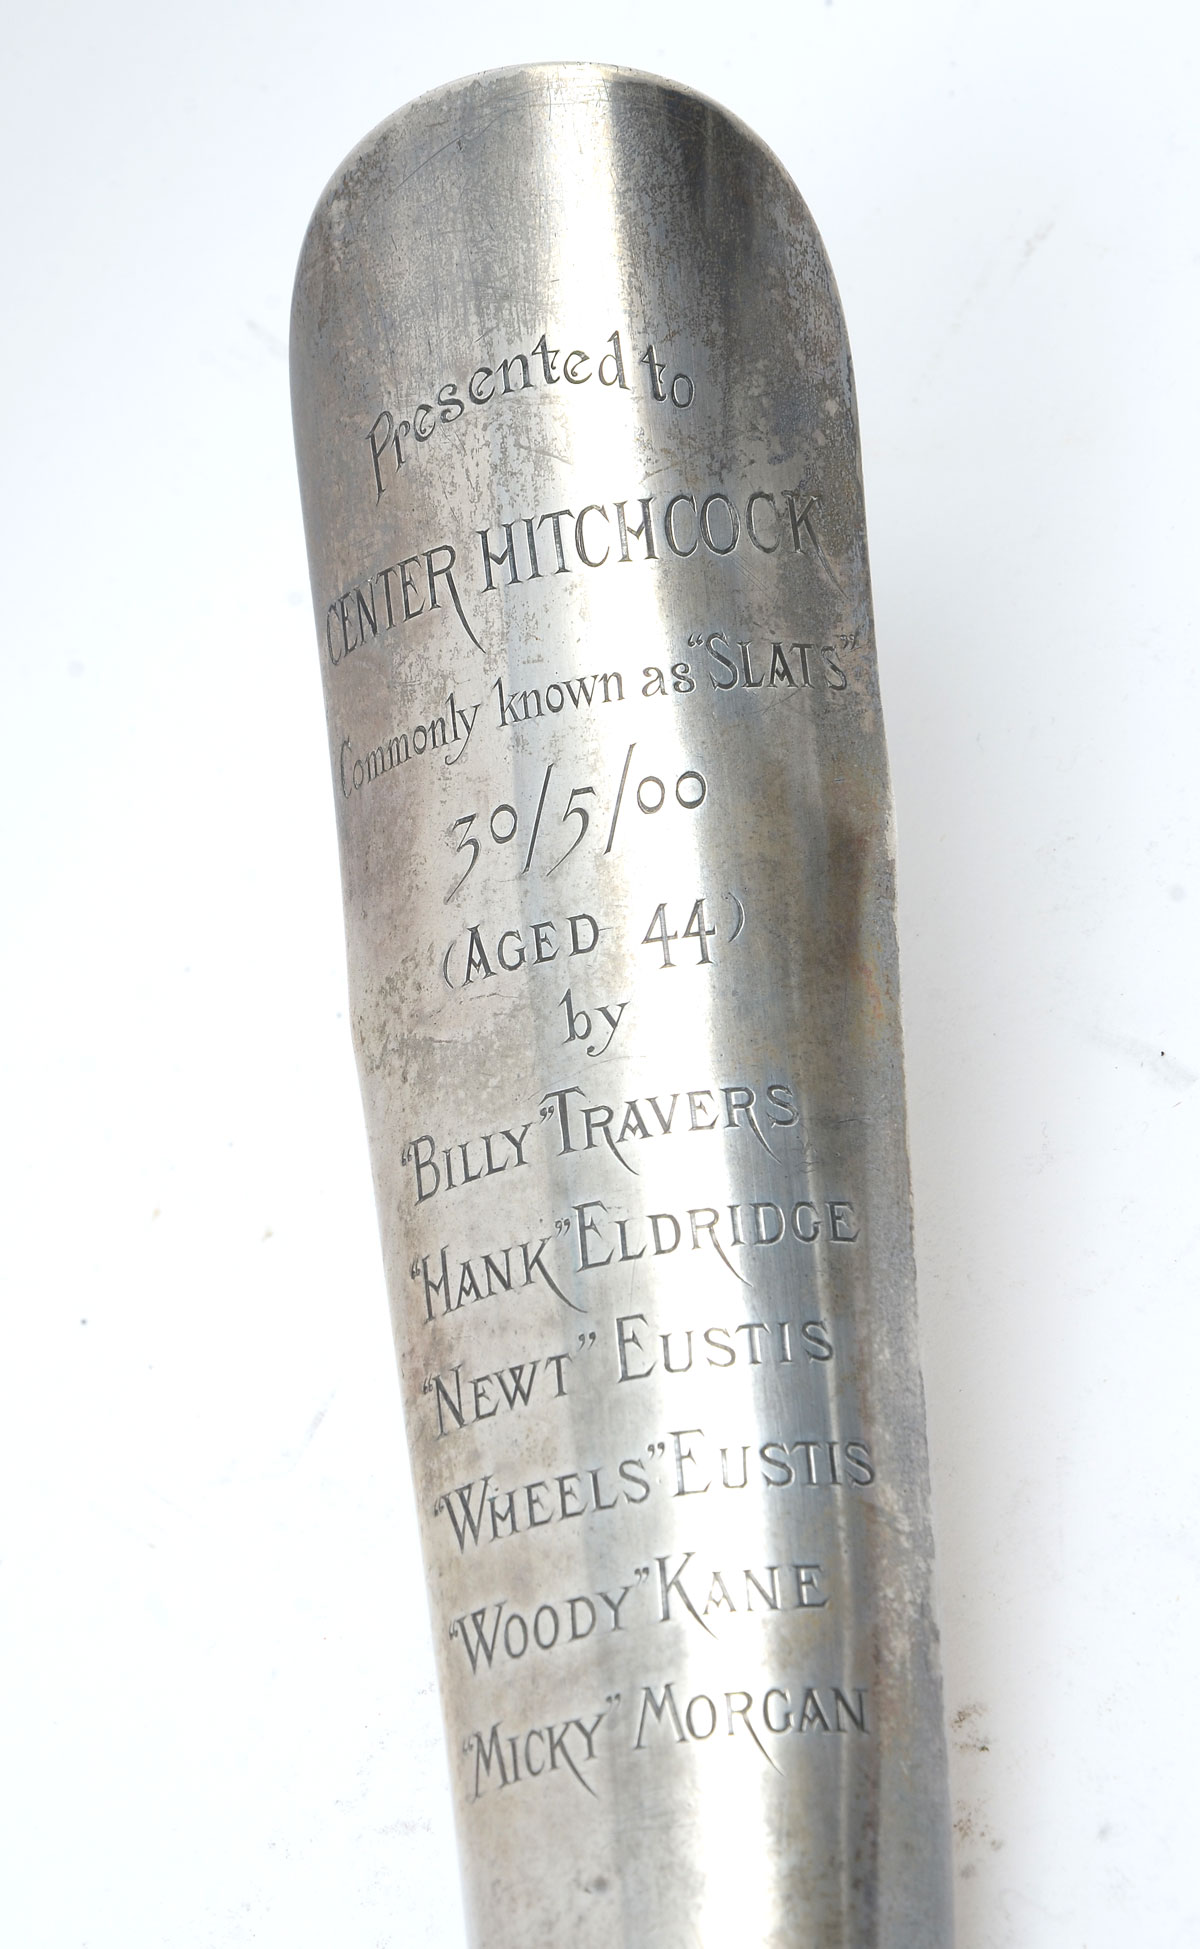 Presented to
CENTER HITCHCOCK
Commonly known as "SLATS"
30/5/00
(AGED 44)
by
"BILLY" TRAVERS
"HANK" ELDRIDGE
"NEWT" EUSTIS
"WHEELS" EUSTIS
"WOODY" KANE
"MICKY" MORGAN